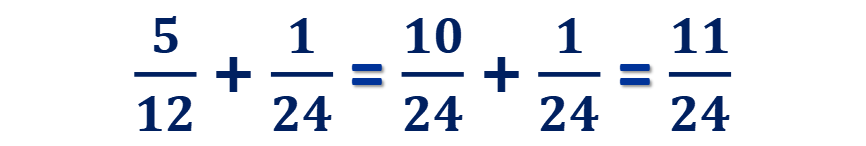 5/12 + 1/24 = 10/24 + 1/24 = 11/24